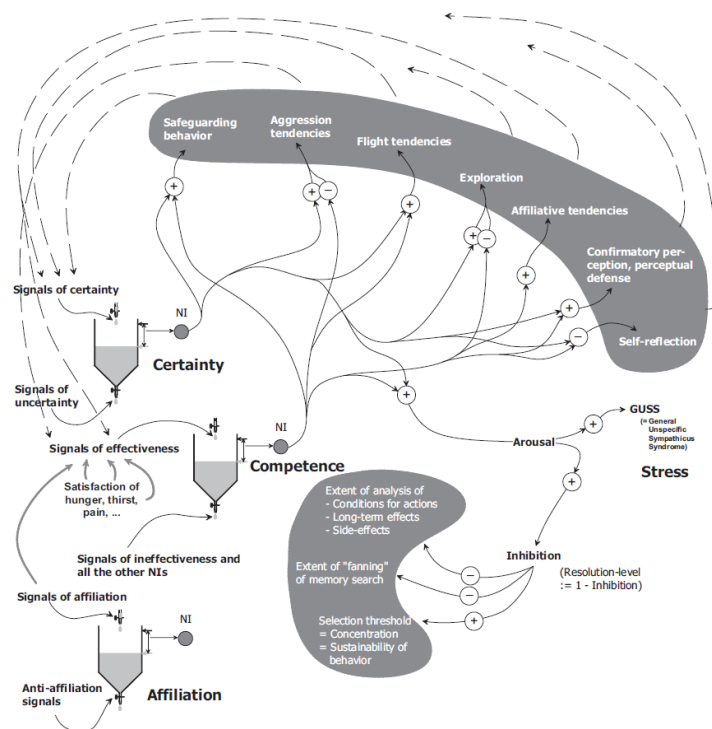 Safeguarding
behavior
Aggression
tendencies
Flight tendencies
Exploration
Affiliative tendencies
Confirmatory per-
ception, perceptual
defense
Self-reflection
+
+
−
+
+
−
+
+
−
Signals of certainty
NI
Certainty
Signals of
uncertainty
+
Arousal
+
GUSS
(= General
Unspecific
Sympathicus
Syndrome)
Stress
Signals of effectiveness
NI
Competence
Satisfaction of
hunger, thirst,
pain, ...
Signals of ineffectiveness and
all the other NIs
+
Inhibition
(Resolution-level
:= 1 - Inhibition)
Extent of analysis of
- Conditions for actions
- Long-term effects
- Side-effects
−
Extent of "fanning"
of memory search
−
Selection threshold
= Concentration
= Sustainability of
behavior
+
Signals of affiliation
NI
Affiliation
Anti-affiliation
signals